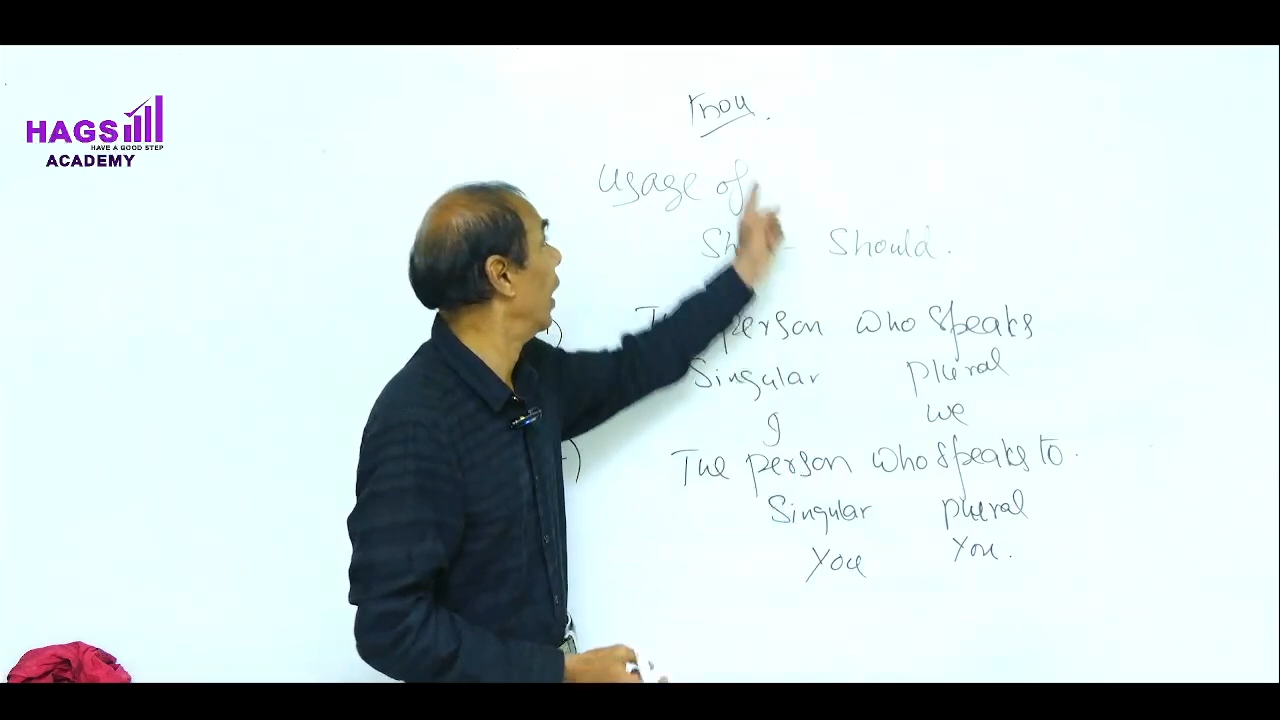 HAGS
HAVE A GOOD STEP
ACADEMY
Thou.
Usage of
Should.
person who speaks
Singular plural
I we
The person who speaks to.
Singular plural
You You.